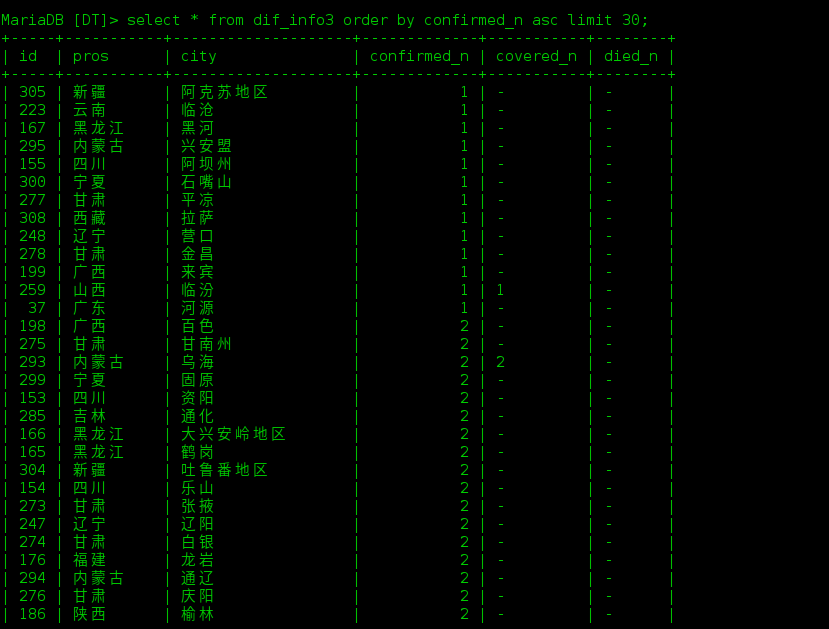 MariaDB [DT]> select * from dif_info3 order by confirmed_n asc limit 30;
+-----+-----------+--------------------+-------------+-----------+--------+
| id | pros | city | confirmed_n | covered_n | died_n |
+-----+-----------+--------------------+-------------+-----------+--------+
| 305 | 新疆 | 阿克苏地区 | 1 | - | - |
| 223 | 云南 | 临沧 | 1 | - | - |
| 167 | 黑龙江 | 黑河 | 1 | - | - |
| 295 | 内蒙古 | 兴安盟 | 1 | - | - |
| 155 | 四川 | 阿坝州 | 1 | - | - |
| 300 | 宁夏 | 石嘴山 | 1 | - | - |
| 277 | 甘肃 | 平凉 | 1 | - | - |
| 308 | 西藏 | 拉萨 | 1 | - | - |
| 248 | 辽宁 | 营口 | 1 | - | - |
| 278 | 甘肃 | 金昌 | 1 | - | - |
| 199 | 广西 | 来宾 | 1 | - | - |
| 259 | 山西 | 临汾 | 1 | 1 | - |
| 37 | 广东 | 河源 | 1 | - | - |
| 198 | 广西 | 百色 | 2 | - | - |
| 275 | 甘肃 | 甘南州 | 2 | - | - |
| 293 | 内蒙古 | 乌海 | 2 | 2 | - |
| 299 | 宁夏 | 固原 | 2 | - | - |
| 153 | 四川 | 资阳 | 2 | - | - |
| 285 | 吉林 | 通化 | 2 | - | - |
| 166 | 黑龙江 | 大兴安岭地区 | 2 | - | - |
| 165 | 黑龙江 | 鹤岗 | 2 | - | - |
| 304 | 新疆 | 吐鲁番地区 | 2 | - | - |
| 154 | 四川 | 乐山 | 2 | - | - |
| 273 | 甘肃 | 张掖 | 2 | - | - |
| 247 | 辽宁 | 辽阳 | 2 | - | - |
| 274 | 甘肃 | 白银 | 2 | - | - |
| 176 | 福建 | 龙岩 | 2 | - | - |
| 294 | 内蒙古 | 通辽 | 2 | - | - |
| 276 | 甘肃 | 庆阳 | 2 | - | - |
| 186 | 陕西 | 榆林 | 2 | - | - |